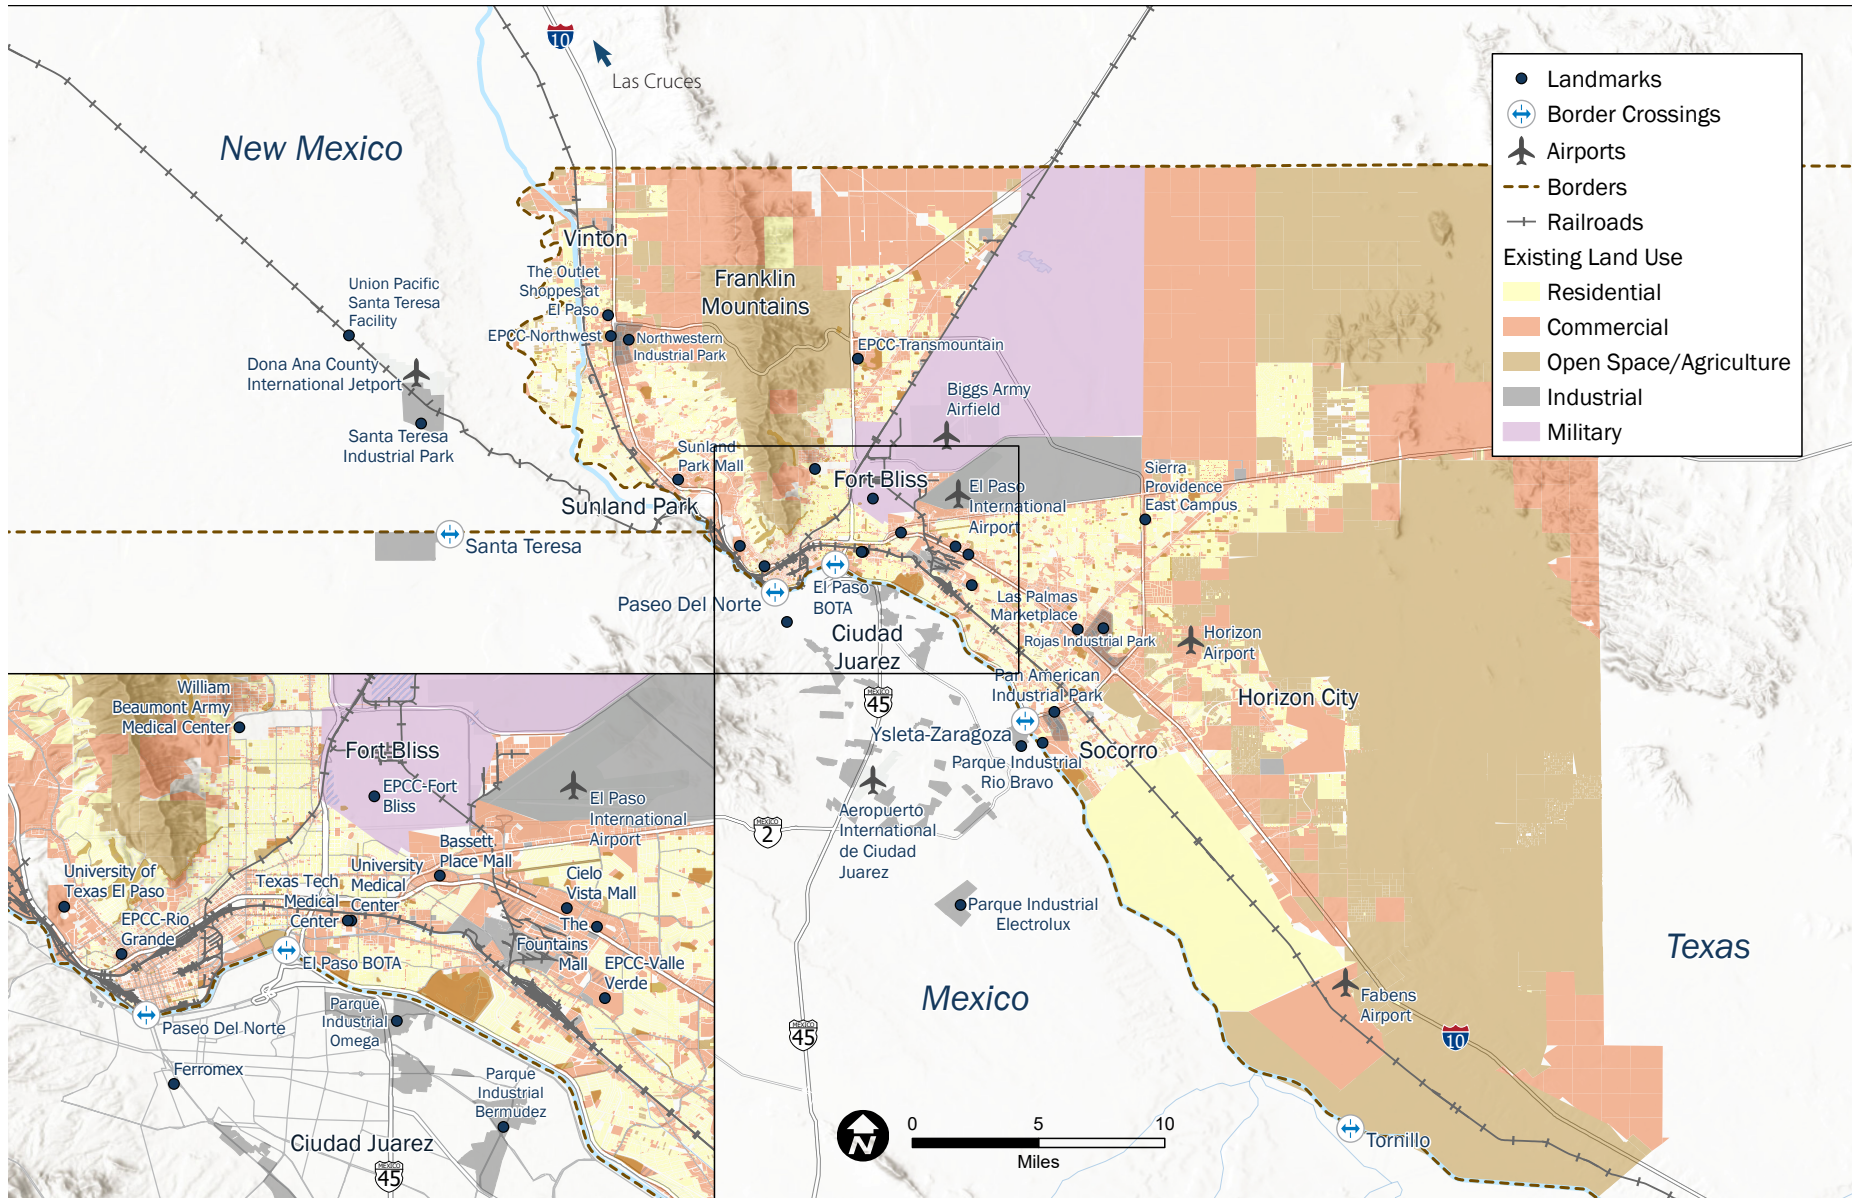 10
Las Cruces
New Mexico
Landmarks
Border Crossings
Airports
Borders
Railroads
Existing Land Use
Residential
Commercial
Open Space/Agriculture
Industrial
Military
Vinton
The Outlet
Shoppes at
El Paso
Franklin
Mountains
Union Pacific
Santa Teresa
Facility
EPCC-Northwest
Northwestern
Industrial Park
EPCC-Transmountain
Dona Ana County
International Jetport
Biggs Army
Airfield
Santa Teresa
Industrial Park
Sunland
Park Mall
Fort Bliss
El Paso
International
Airport
Sierra
Providence
East Campus
Sunland Park
Santa Teresa
Paseo Del Norte
El Paso
BOTA
Las Palmas
Marketplace
Rojas Industrial Park
Horizon
Airport
Ciudad
Juarez
Pan American
Industrial Park
Horizon City
MEXICO
45
Ysleta-Zaragoza
Socorro
Parque Industrial
Rio Bravo
MEXICO
2
Aeropuerto
International
de Ciudad
Juarez
Parque Industrial
Electrolux
Texas
Mexico
Fabens
Airport
MEXICO
45
10
Tornillo
N
0
5
10
Miles
William
Beaumont Army
Medical Center
Fort Bliss
EPCC-Fort
Bliss
El Paso
International
Airport
Bassett
Place Mall
University of
Texas El Paso
Texas Tech
Medical
Center
University
Medical
Center
Cielo
Vista Mall
EPCC-Rio
Grande
The
Fountains
Mall
El Paso BOTA
EPCC-Valle
Verde
Parque
Industrial
Omega
Paseo Del Norte
Ferromex
Parque
Industrial
Bermudez
Ciudad Juarez
MEXICO
45